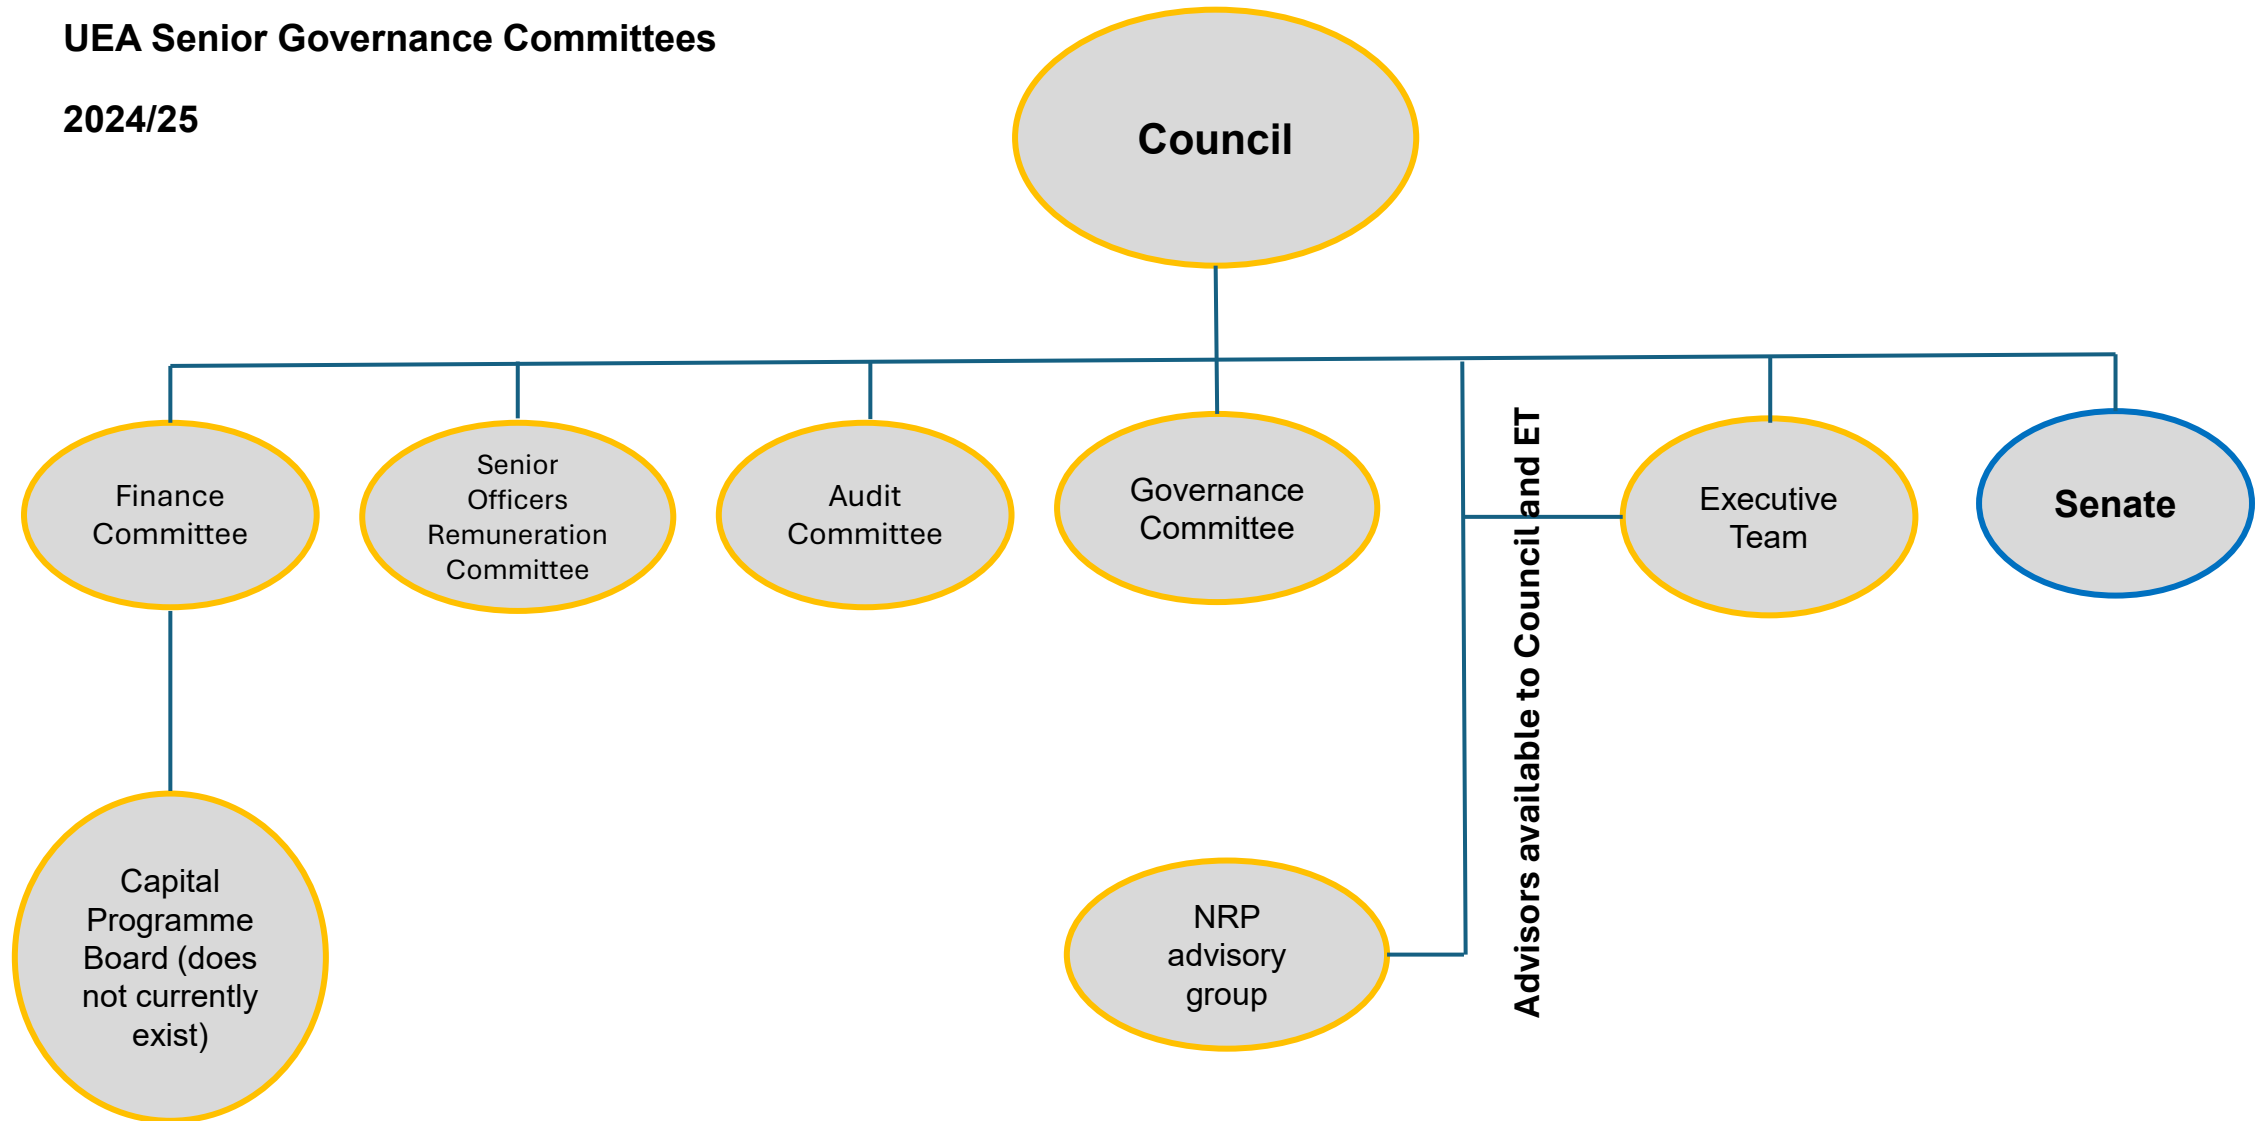 UEA Senior Governance Committees
2024/25
Council
Finance
Committee
Senior
Officers
Remuneration
Committee
Audit
Committee
Governance
Committee
Advisors available to Council and ET
Executive
Team
Senate
Capital
Programme
Board (does
not currently
exist)
NRP
advisory
group